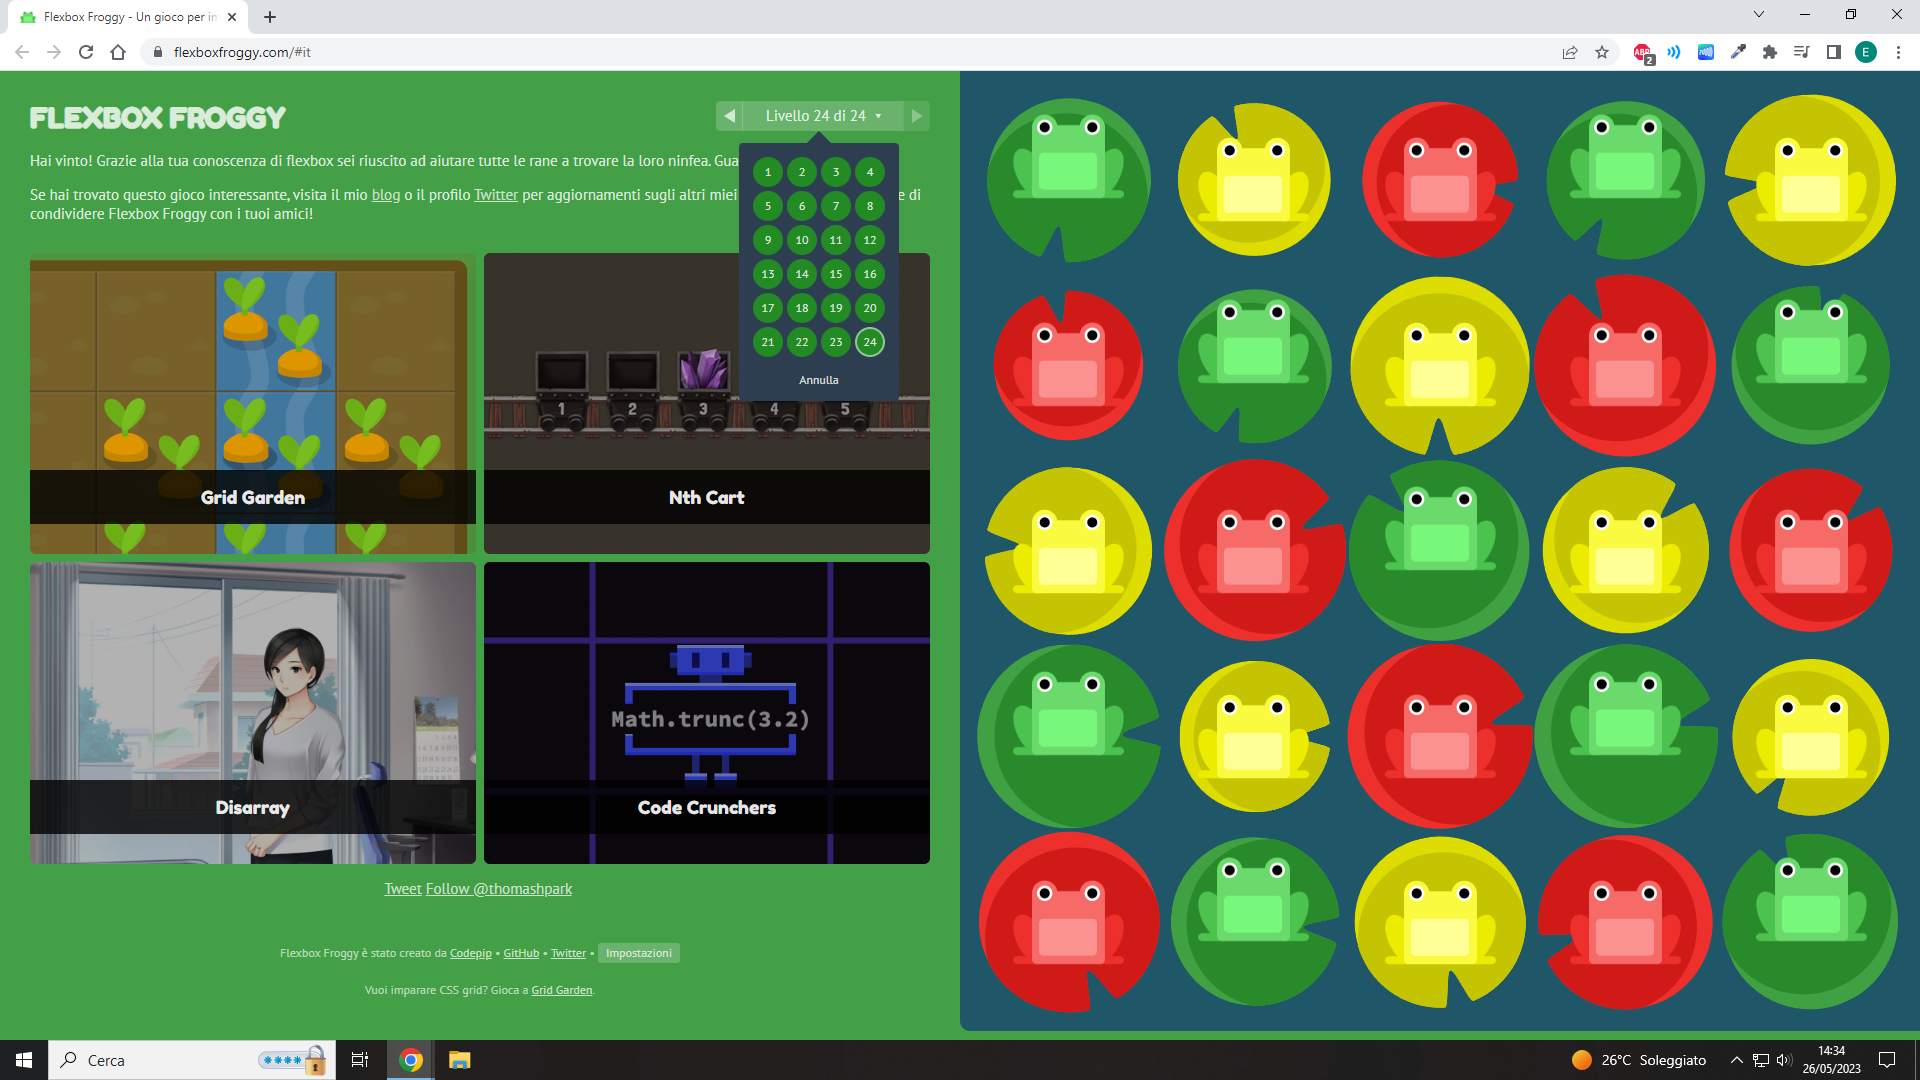 Flexbox Froggy - Un gioco per im
flexboxfroggy.com/#it
ABP
2
E
FLEXBOX FROGGY
Livello 24 di 24
Hai vinto! Grazie alla tua conoscenza di flexbox sei riuscito ad aiutare tutte le rane a trovare la loro ninfea.
Se hai trovato questo gioco interessante, visita il mio blog o il profilo Twitter per aggiornamenti sugli altri miei e di
condividere Flexbox Froggy con i tuoi amici!
1 2 3 4
5 6 7 8
9 10 11 12
13 14 15 16
17 18 19 20
21 22 23 24
Annulla
1 2 3 4 5
Grid Garden
Nth Cart
Math.trunc(3.2)
Disarray
Code Crunchers
Tweet Follow @thomashpark
Flexbox Froggy è stato creato da Codepip • GitHub • Twitter • Impostazioni
Vuoi imparare CSS grid? Gioca a Grid Garden.
Cerca
26°C Soleggiato
14:34
26/05/2023